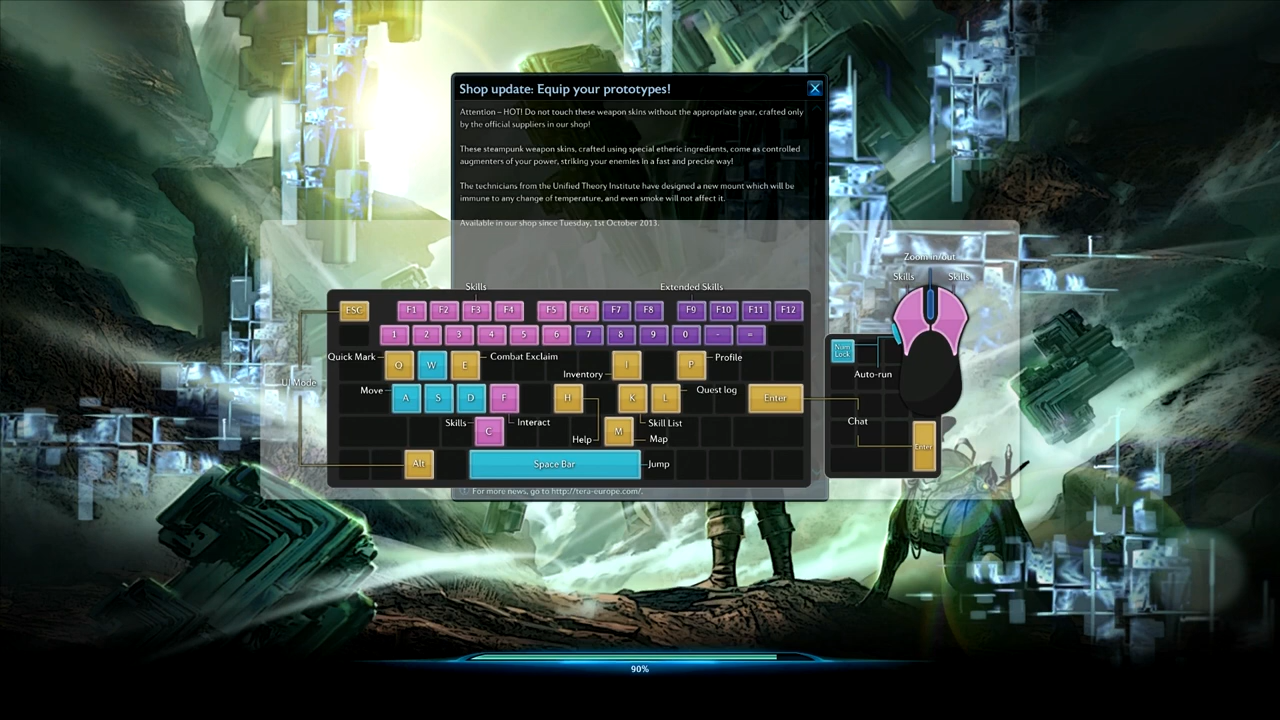 Shop update: Equip your prototypes!
Attention – HOT! Do not touch these weapon skins without the appropriate gear, crafted only
by the official suppliers in our shop!
These steampunk weapon skins, crafted using special etheric ingredients, come as controlled
augmenters of your power, striking your enemies in a fast and precise way!
The technicians from the Unified Theory Institute have designed a new mount which will be
immune to any change of temperature, and even smoke will not affect it.
Available in our shop since Tuesday, 1st October 2013.
Zoom in/out
Skills Skills
Skills Extended Skills
ESC F1 F2 F3 F4 F5 F6 F7 F8 F9 F10 F11 F12
1 2 3 4 5 6 7 8 9 0 - =
Num
Lock
Quick Mark Q W E Combat Exclaim I P Profile
Inventory
Auto-run
UI Mode
Move A S D F H K L Quest log Enter
Skills C Interact Skill List
Chat
Help M Map
Enter
Alt Space Bar Jump
For more news, go to http://tera-europe.com/.
90%